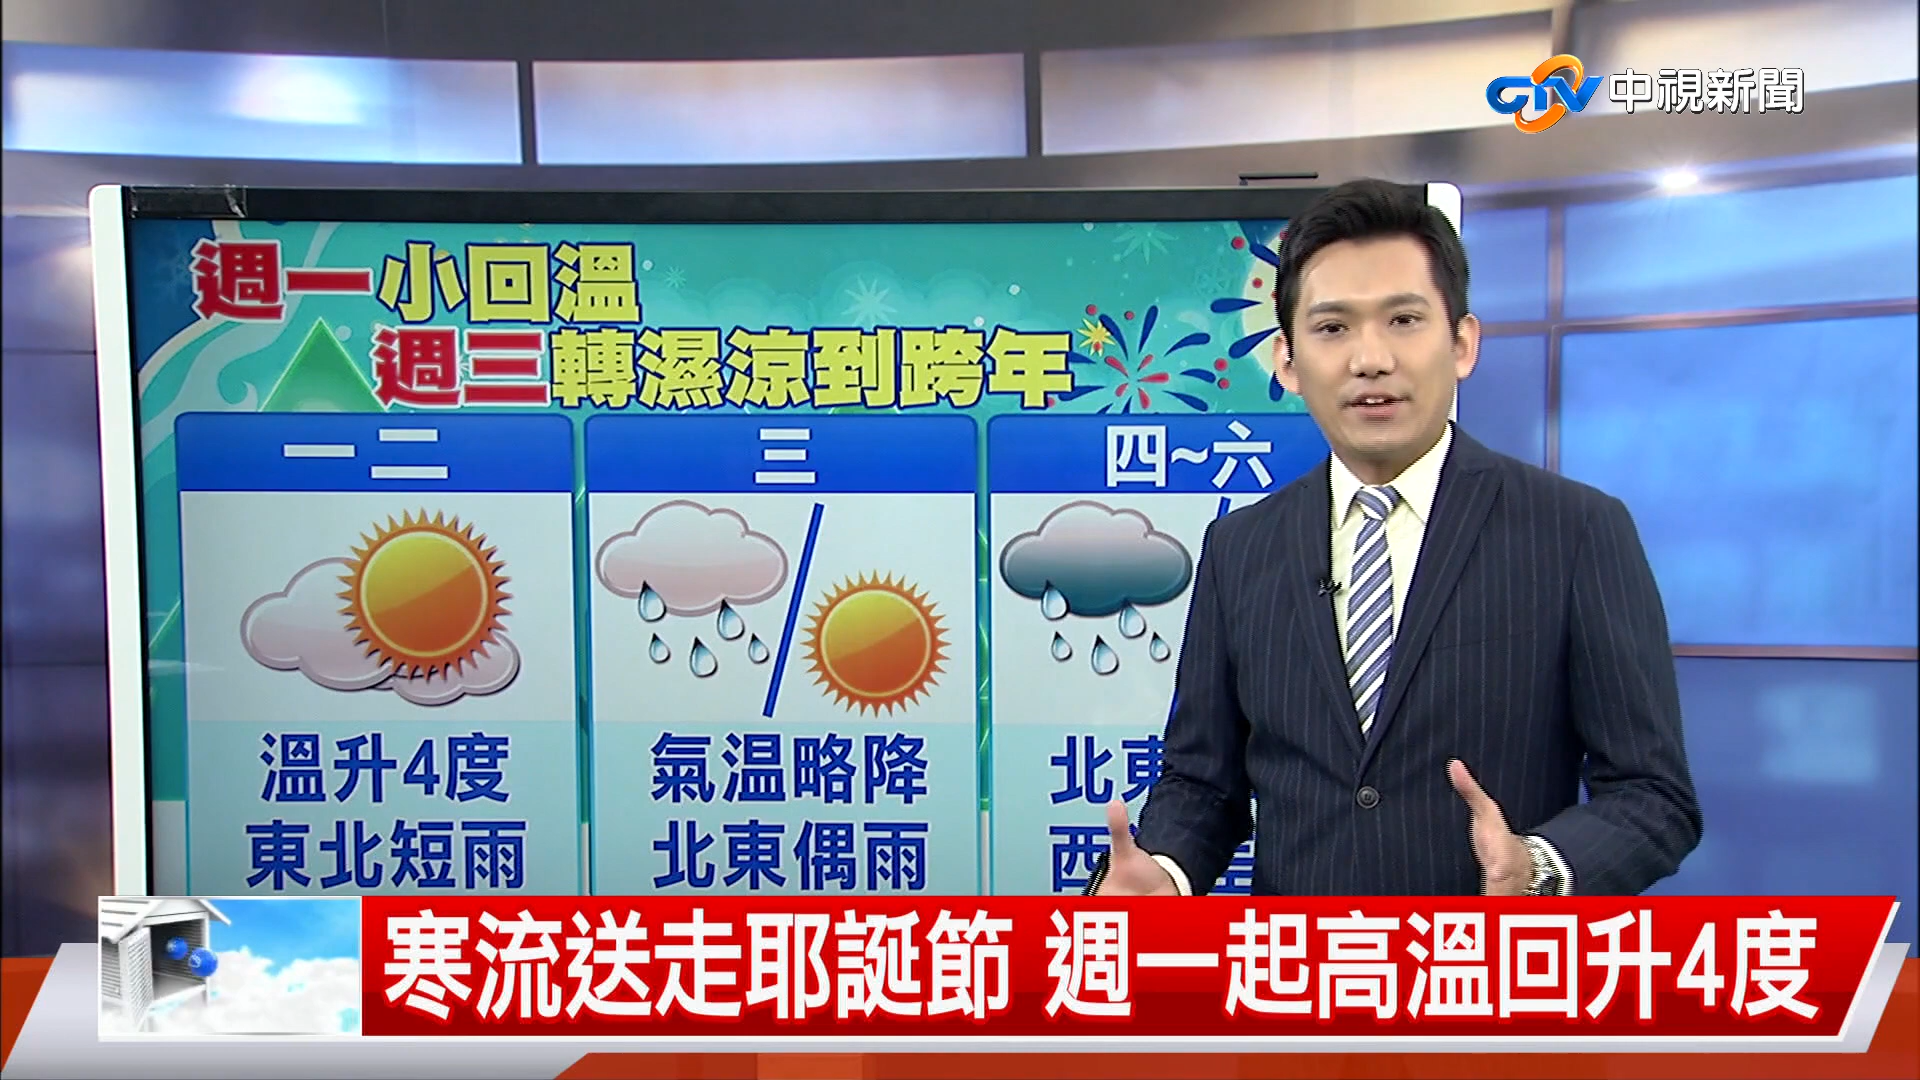 CTV 中視新聞
週一小回溫
週三轉濕涼到跨年
一 二
三
四~六
溫升4度
東北短雨
氣溫略降
北東偶雨
北東
西
寒流送走耶誕節 週一起高溫回升4度